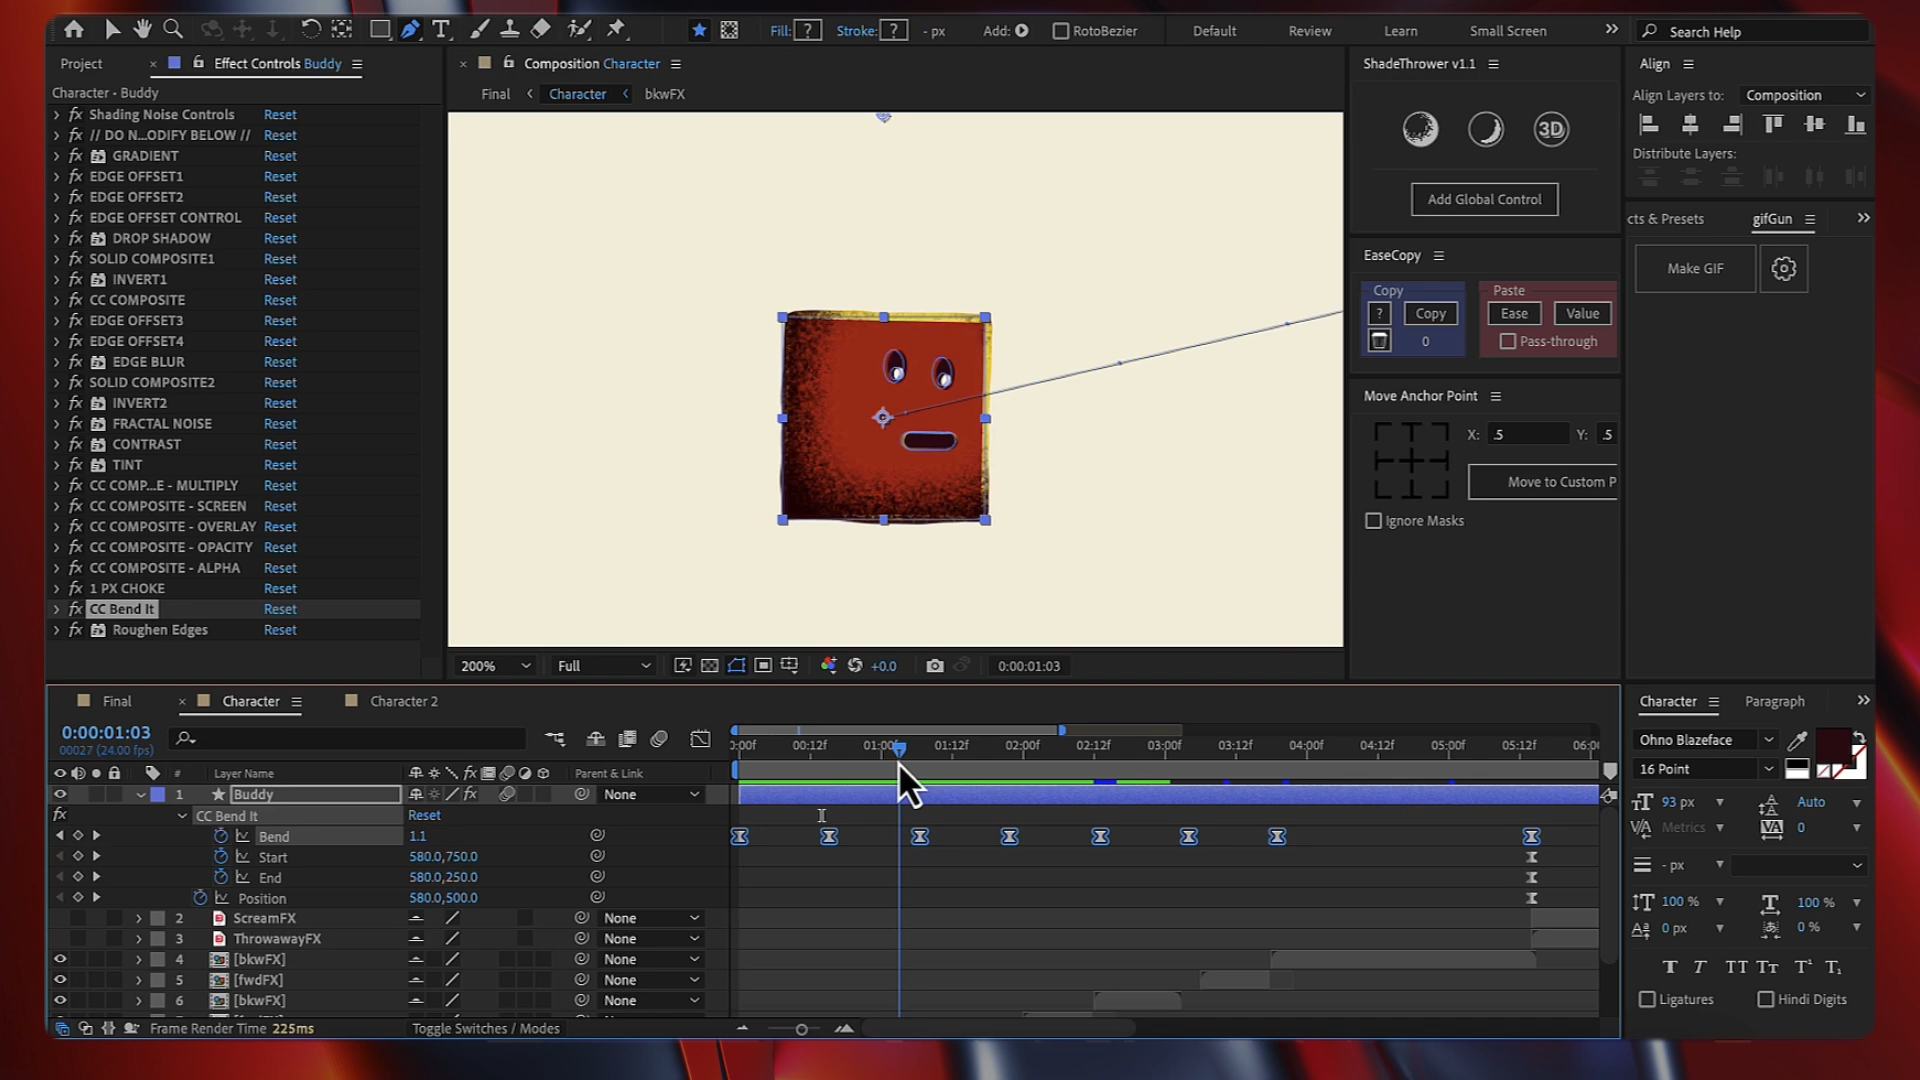 Fill: ? Stroke: ? - px Add: RotoBezier Default Review Learn Small Screen Search Help
Project
Effect Controls Buddy
Character - Buddy
Shading Noise Controls Reset
// DO N...ODIFY BELOW // Reset
GRADIENT Reset
EDGE OFFSET1 Reset
EDGE OFFSET2 Reset
EDGE OFFSET CONTROL Reset
DROP SHADOW Reset
SOLID COMPOSITE1 Reset
INVERT1 Reset
CC COMPOSITE Reset
EDGE OFFSET3 Reset
EDGE OFFSET4 Reset
EDGE BLUR Reset
SOLID COMPOSITE2 Reset
INVERT2 Reset
FRACTAL NOISE Reset
CONTRAST Reset
TINT Reset
CC COMP...E - MULTIPLY Reset
CC COMPOSITE - SCREEN Reset
CC COMPOSITE - OVERLAY Reset
CC COMPOSITE - OPACITY Reset
CC COMPOSITE - ALPHA Reset
1 PX CHOKE Reset
CC Bend It Reset
Roughen Edges Reset
Composition Character
Final Character bkwFX
200% Full +0.0 0:00:01:03
ShadeThrower v1.1
3D
Add Global Control
EaseCopy
Copy Paste
? Copy Ease Value
0 Pass-through
Move Anchor Point
X: .5 Y: .5
Move to Custom P
Ignore Masks
Align
Align Layers to: Composition
Distribute Layers:
cts & Presets gifGun
Make GIF
Final Character Character 2
0:00:01:03
00027 (24.00 fps)
):00f 00:12f 01:00f 01:12f 02:00f 02:12f 03:00f 03:12f 04:00f 04:12f 05:00f 05:12f 06:00
# Layer Name fx Parent & Link
1 Buddy fx None
fx CC Bend It Reset
Bend 1.1
Start 580.0,750.0
End 580.0,250.0
Position 580.0,500.0
2 ScreamFX None
3 ThrowawayFX None
4 [bkwFX] None
5 [fwdFX] None
6 [bkwFX] None
Frame Render Time 225ms Toggle Switches / Modes
Character Paragraph
Ohno Blazeface
16 Point
93 px Auto
Metrics 0
- px
100 % 100 %
0 px 0 %
T T TT TT T¹ T₁
Ligatures Hindi Digits